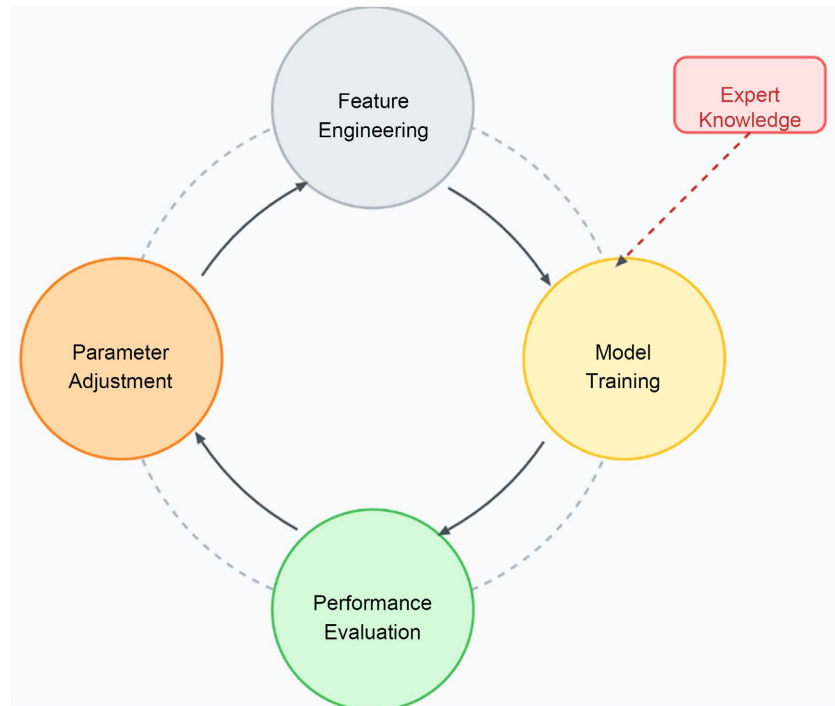 Feature
Engineering
Expert
Knowledge
Parameter
Adjustment
Model
Training
Performance
Evaluation